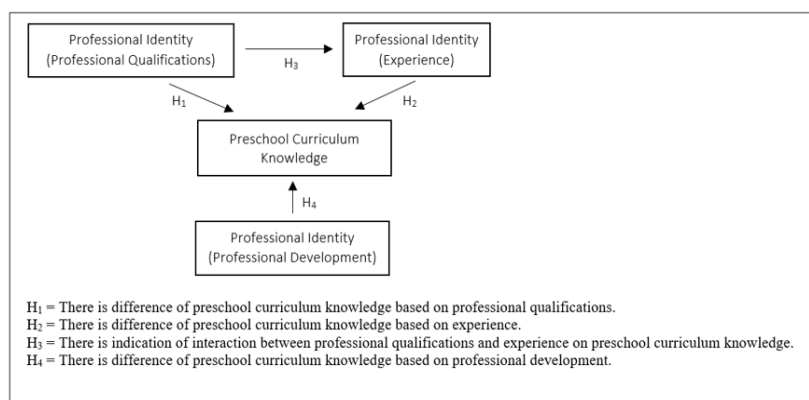 Professional Identity
(Professional Qualifications)
Professional Identity
(Experience)
H₃
H₁
H₂
Preschool Curriculum
Knowledge
H₄
Professional Identity
(Professional Development)
H₁ = There is difference of preschool curriculum knowledge based on professional qualifications.
H₂ = There is difference of preschool curriculum knowledge based on experience.
H₃ = There is indication of interaction between professional qualifications and experience on preschool curriculum knowledge.
H₄ = There is difference of preschool curriculum knowledge based on professional development.